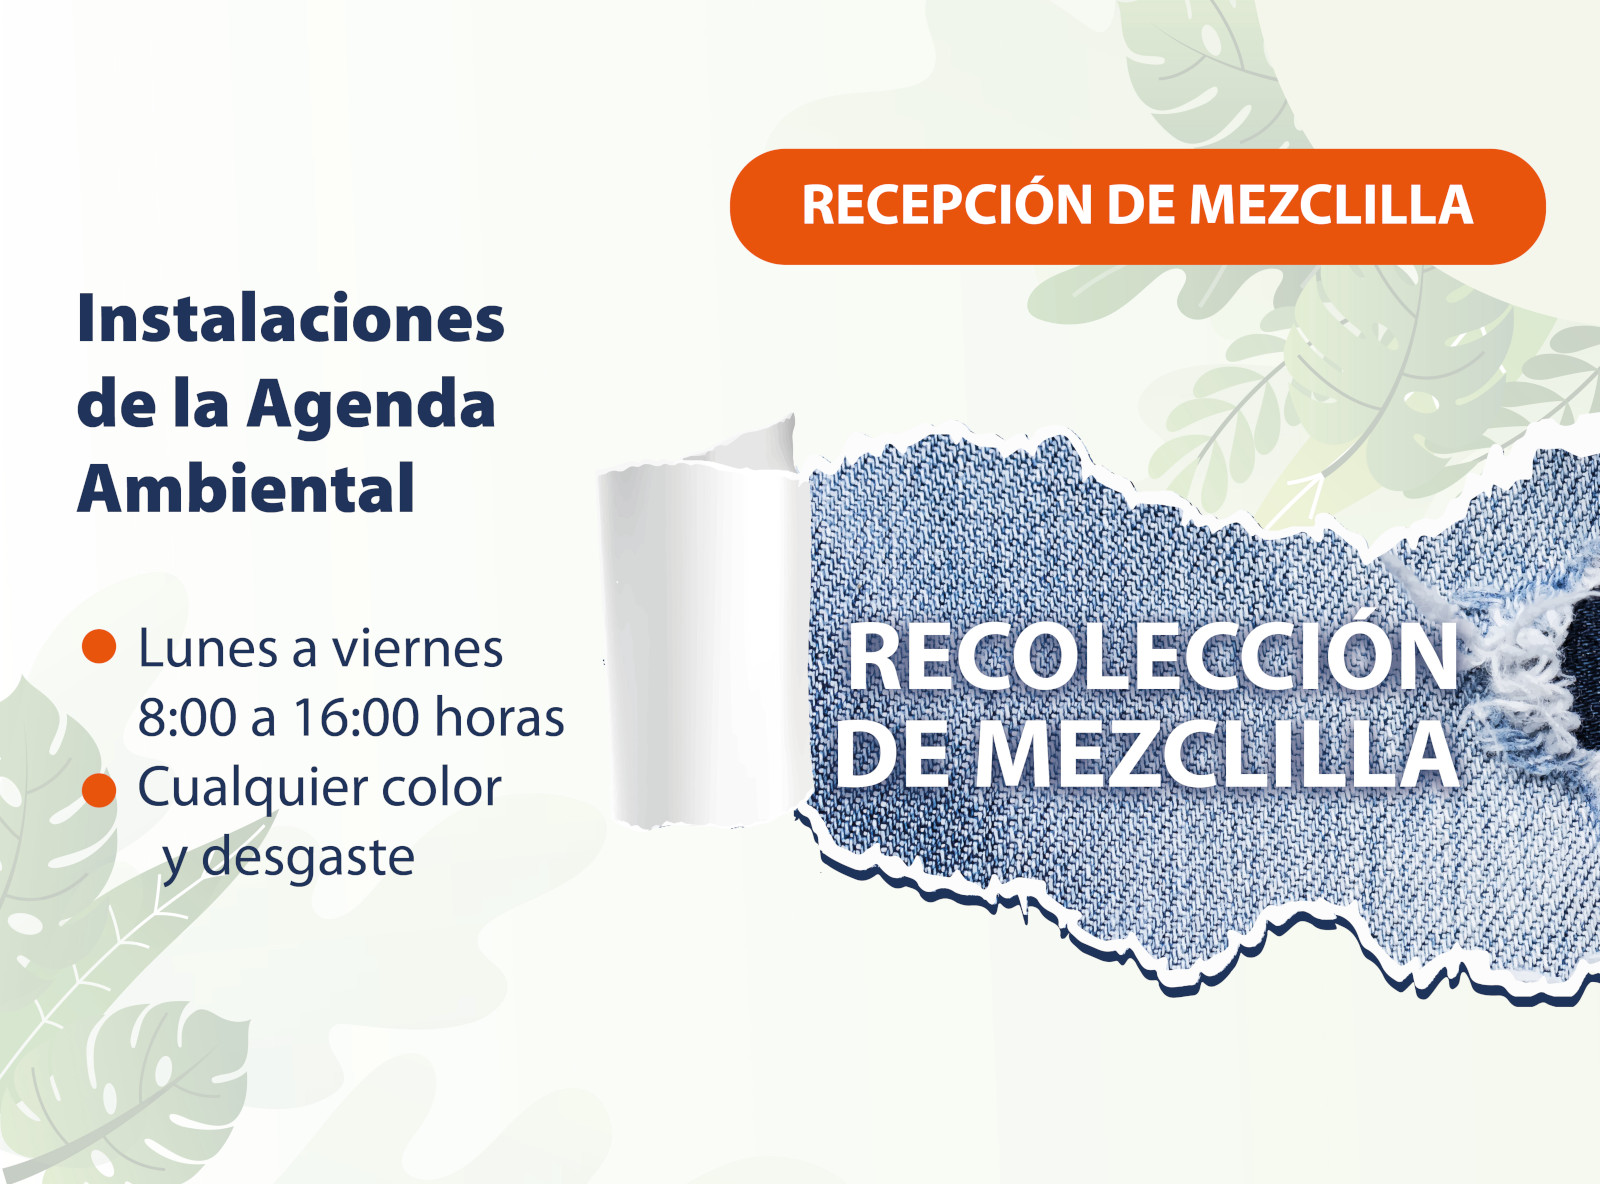 RECEPCIÓN DE MEZCLILLA
Instalaciones
de la Agenda
Ambiental
Lunes a viernes
8:00 a 16:00 horas
Cualquier color
y desgaste
RECOLECCIÓN
DE MEZCLILLA